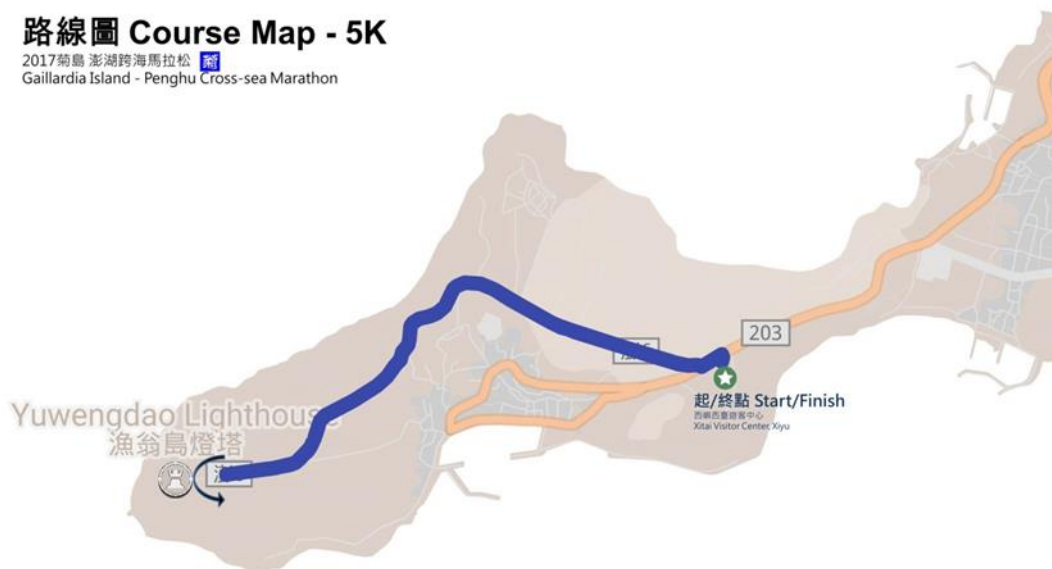 路線圖 Course Map - 5K
2017菊島 澎湖跨海馬拉松 菊
Gaillardia Island - Penghu Cross-sea Marathon
203
起/終點 Start/Finish
西嶼西臺遊客中心
Xitai Visitor Center, Xiyu
Yuwengdao Lighthouse
漁翁島燈塔